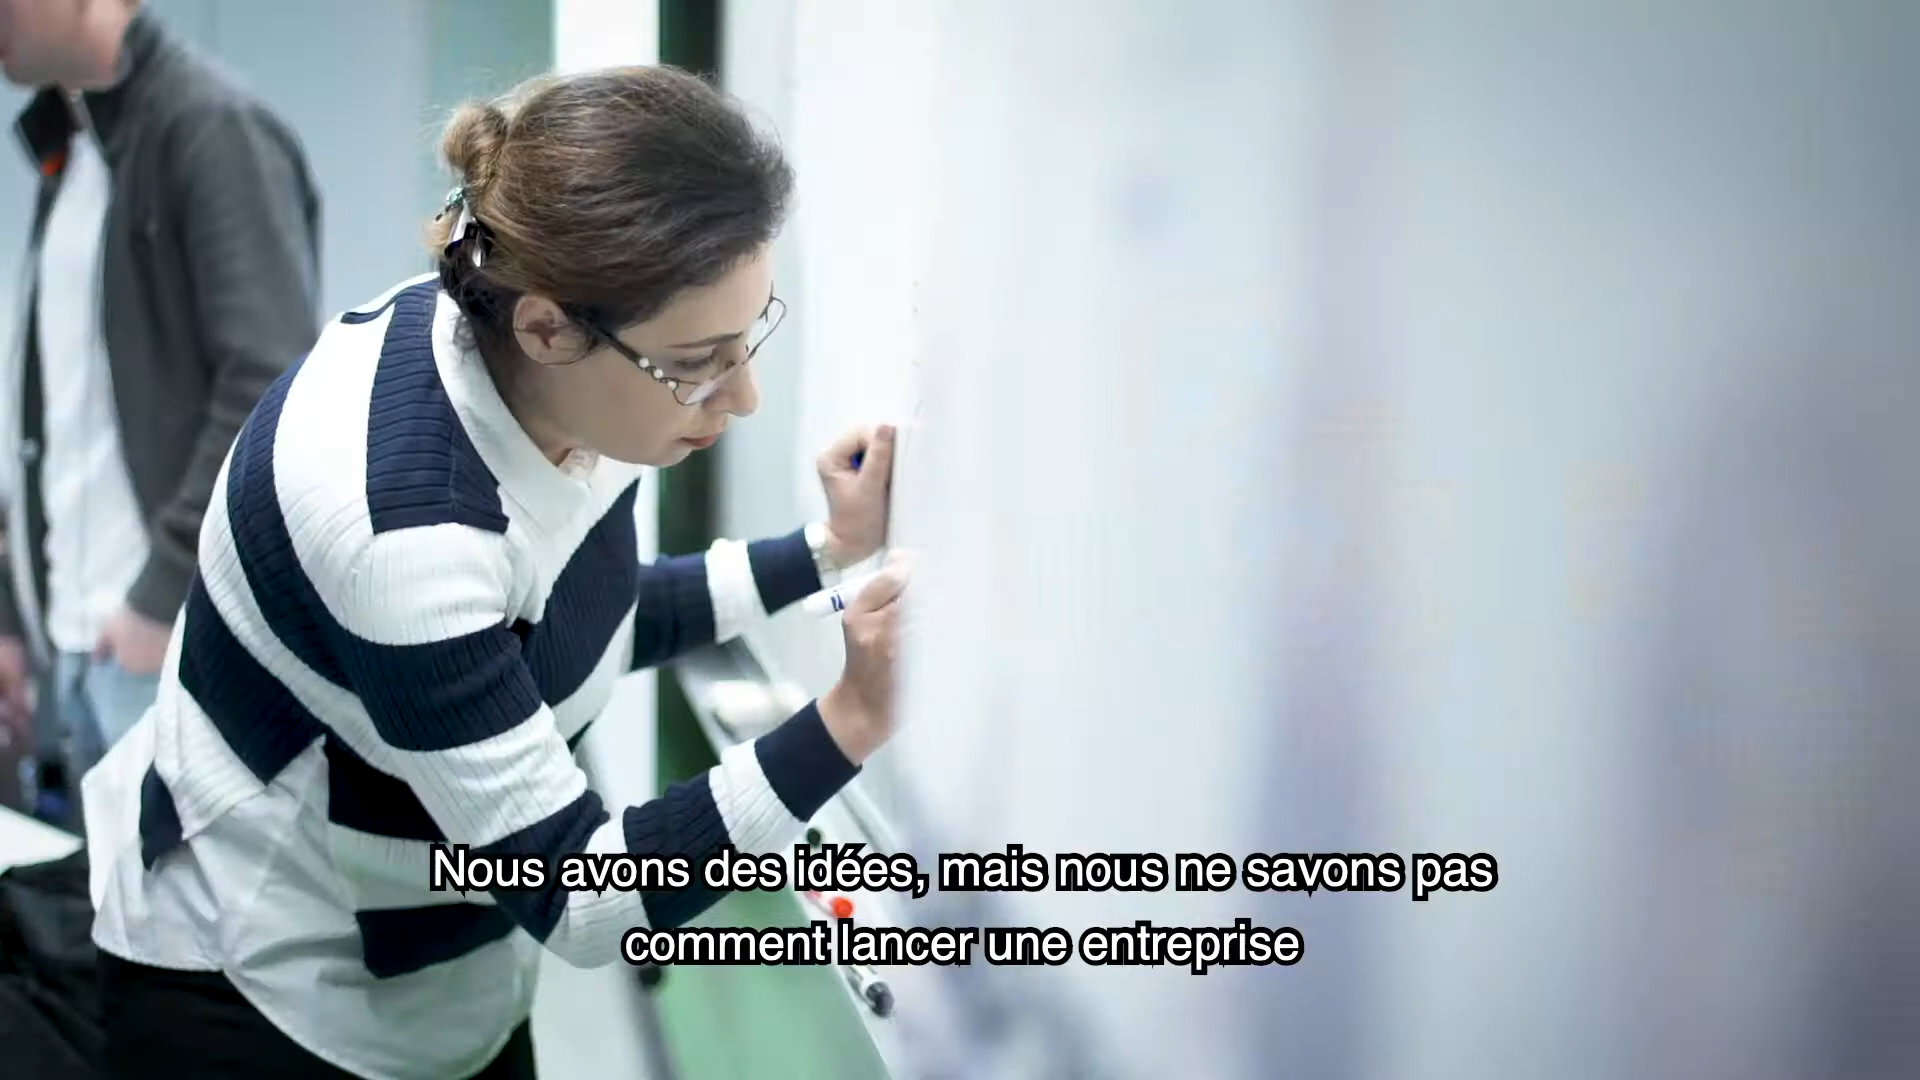 Nous avons des idées, mais nous ne savons pas
comment lancer une entreprise